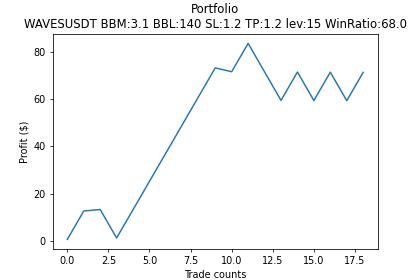 Portfolio
WAVESUSDT BBM:3.1 BBL:140 SL:1.2 TP:1.2 lev:15 WinRatio:68.0
80
60
40
20
0
Profit ($)
0.0 2.5 5.0 7.5 10.0 12.5 15.0 17.5
Trade counts